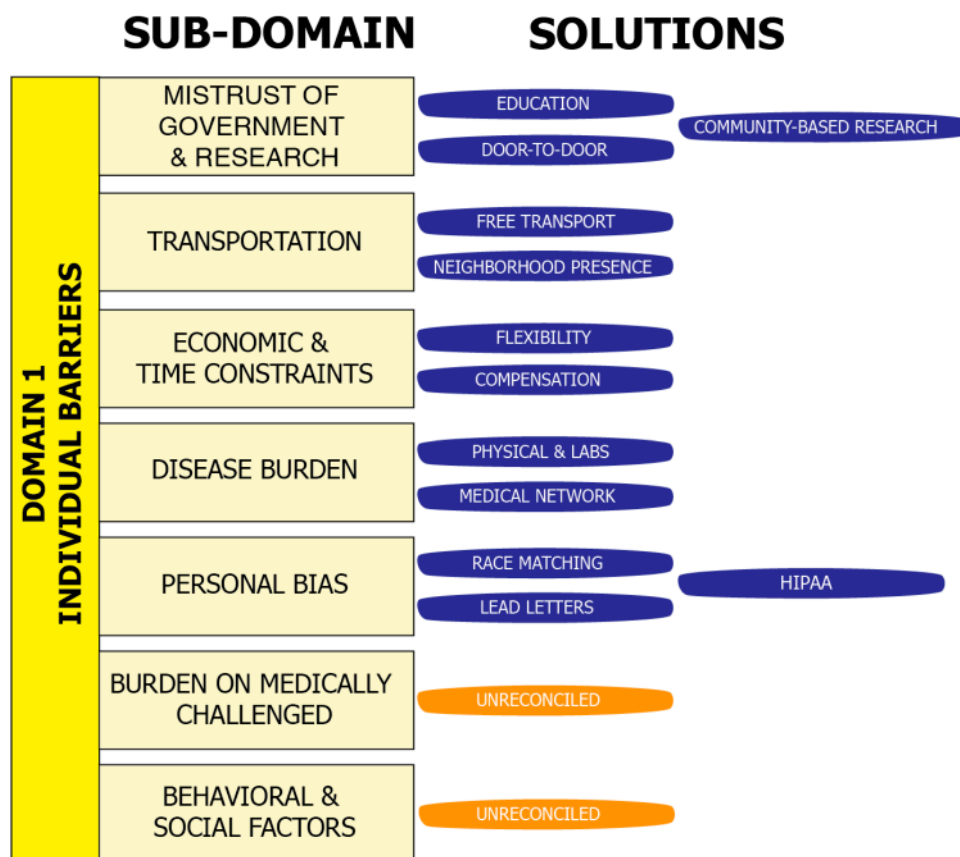 SUB-DOMAIN
SOLUTIONS
DOMAIN 1
INDIVIDUAL BARRIERS
MISTRUST OF
GOVERNMENT
& RESEARCH
EDUCATION
DOOR-TO-DOOR
COMMUNITY-BASED RESEARCH
TRANSPORTATION
FREE TRANSPORT
NEIGHBORHOOD PRESENCE
ECONOMIC &
TIME CONSTRAINTS
FLEXIBILITY
COMPENSATION
DISEASE BURDEN
PHYSICAL & LABS
MEDICAL NETWORK
PERSONAL BIAS
RACE MATCHING
LEAD LETTERS
HIPAA
BURDEN ON MEDICALLY
CHALLENGED
UNRECONCILED
BEHAVIORAL &
SOCIAL FACTORS
UNRECONCILED